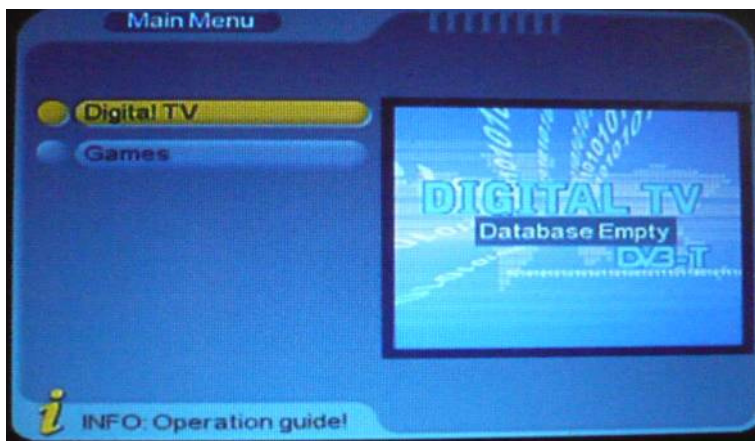 Main Menu
Digital TV
Games
DIGITAL TV
Database Empty
DVB-T
i INFO: Operation guide!